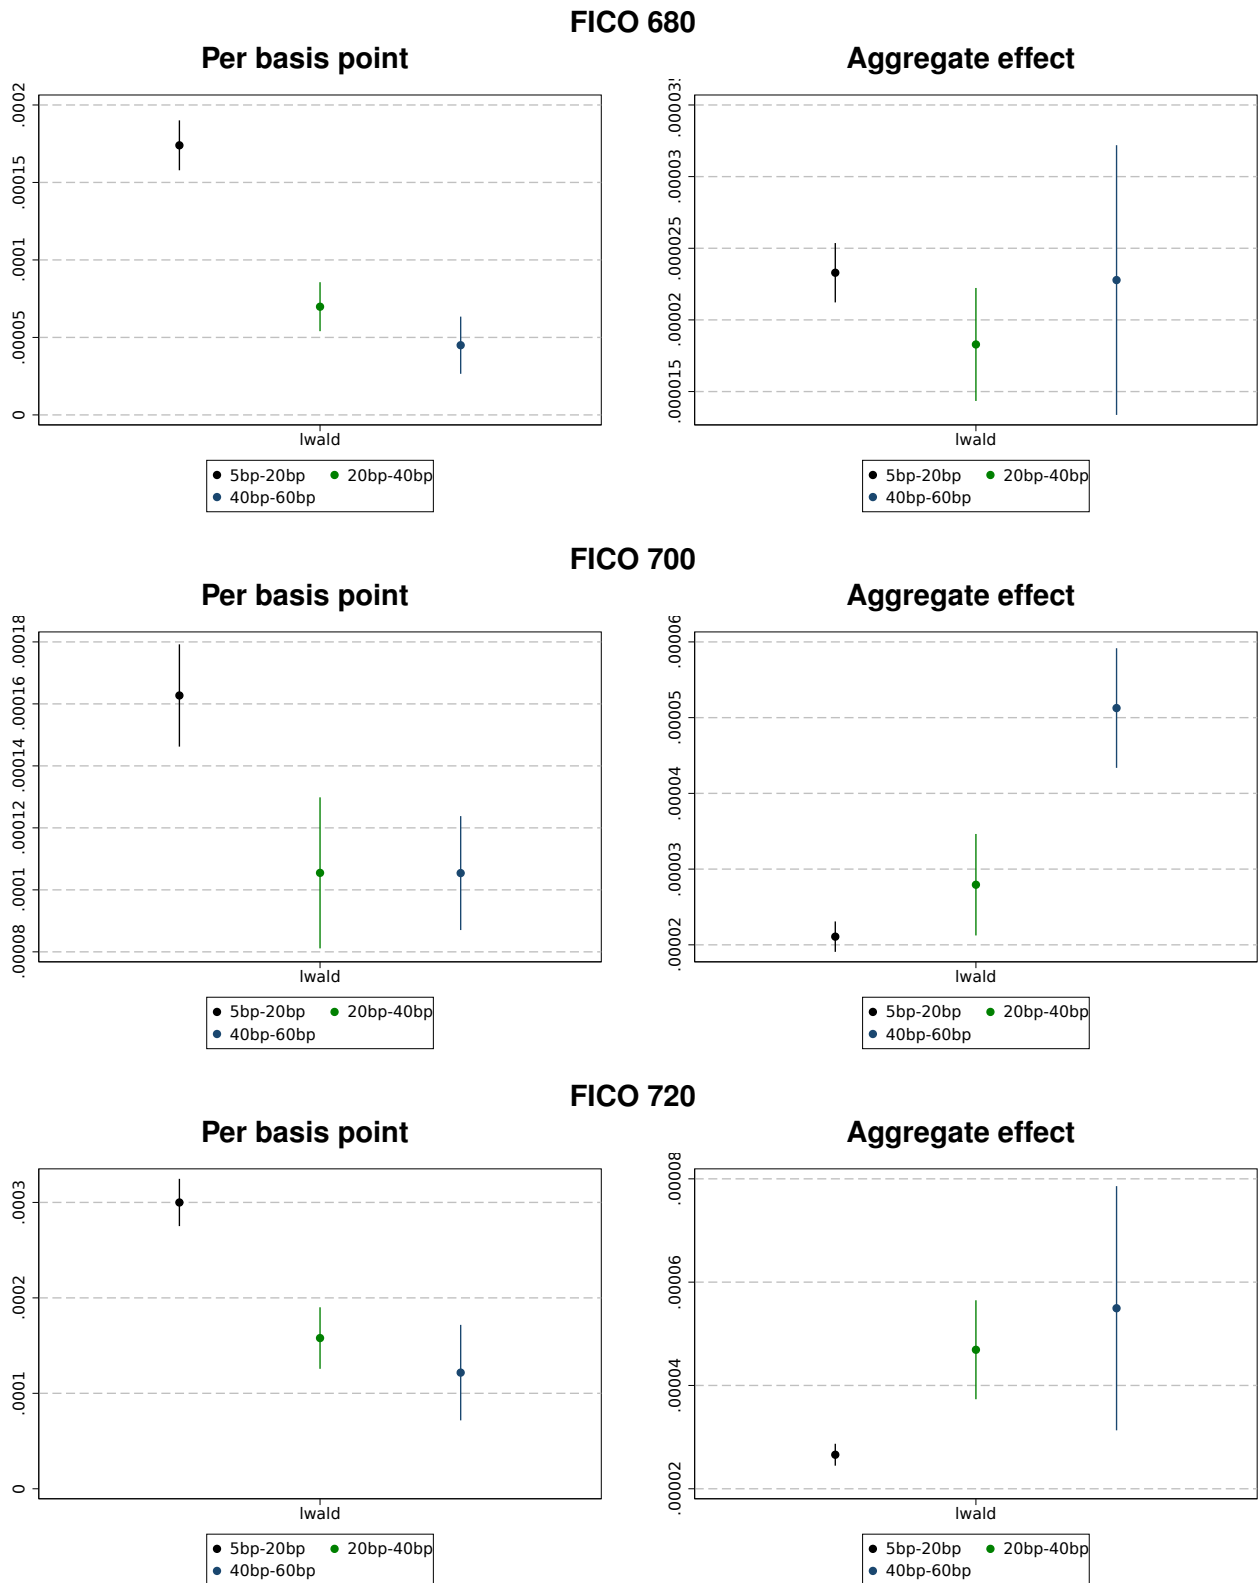 FICO 680
Per basis point
Aggregate effect
.0002
.00015
.0001
.00005
0
lwald
5bp-20bp
20bp-40bp
40bp-60bp
.00003
.000025
.00002
.000015
lwald
5bp-20bp
20bp-40bp
40bp-60bp
FICO 700
Per basis point
Aggregate effect
.00018
.00016
.00014
.00012
.0001
.00008
lwald
5bp-20bp
20bp-40bp
40bp-60bp
.00006
.00005
.00004
.00003
.00002
lwald
5bp-20bp
20bp-40bp
40bp-60bp
FICO 720
Per basis point
Aggregate effect
.0003
.0002
.0001
0
lwald
5bp-20bp
20bp-40bp
40bp-60bp
.00008
.00006
.00004
.00002
lwald
5bp-20bp
20bp-40bp
40bp-60bp